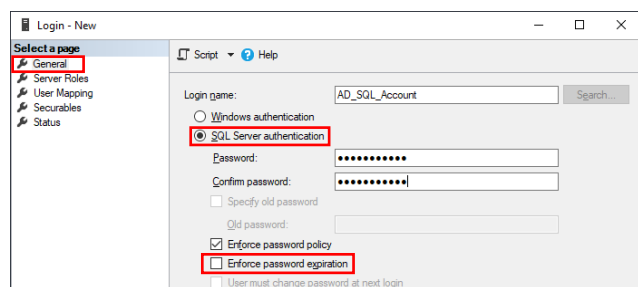 Login - New
Select a page
General
Server Roles
User Mapping
Securables
Status
Script Help
Login name: AD_SQL_Account Search...
Windows authentication
SQL Server authentication
Password: ●●●●●●●●●●●
Confirm password: ●●●●●●●●●●●
Specify old password
Old password:
Enforce password policy
Enforce password expiration
User must change password at next login